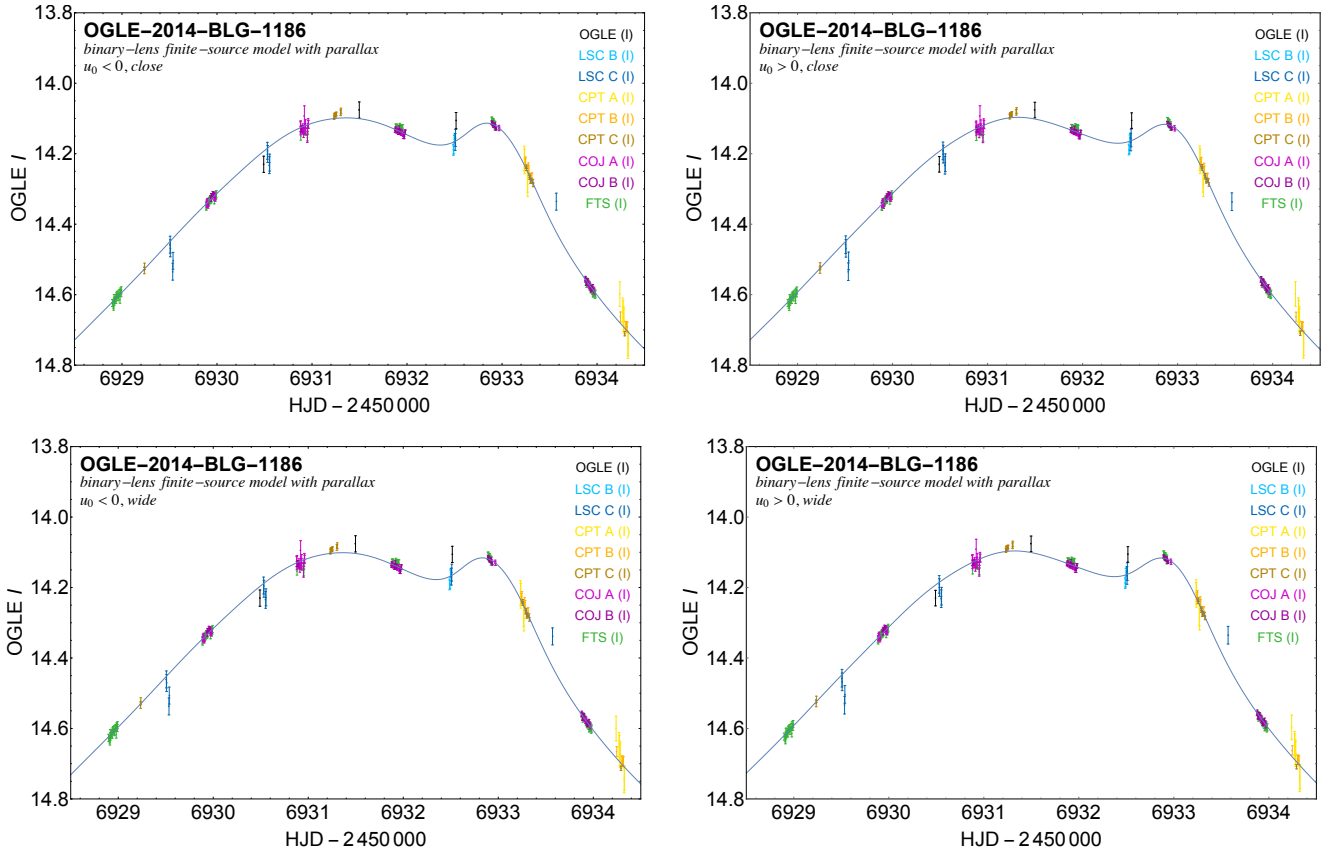 13.8
14.0
14.2
14.4
14.6
14.8
OGLE I
OGLE−2014−BLG−1186
binary−lens finite−source model with parallax
u0 < 0, close
OGLE (I)
LSC B (I)
LSC C (I)
CPT A (I)
CPT B (I)
CPT C (I)
COJ A (I)
COJ B (I)
FTS (I)
6929 6930 6931 6932 6933 6934
HJD − 2 450 000
13.8
14.0
14.2
14.4
14.6
14.8
OGLE I
OGLE−2014−BLG−1186
binary−lens finite−source model with parallax
u0 > 0, close
OGLE (I)
LSC B (I)
LSC C (I)
CPT A (I)
CPT B (I)
CPT C (I)
COJ A (I)
COJ B (I)
FTS (I)
6929 6930 6931 6932 6933 6934
HJD − 2 450 000
13.8
14.0
14.2
14.4
14.6
14.8
OGLE I
OGLE−2014−BLG−1186
binary−lens finite−source model with parallax
u0 < 0, wide
OGLE (I)
LSC B (I)
LSC C (I)
CPT A (I)
CPT B (I)
CPT C (I)
COJ A (I)
COJ B (I)
FTS (I)
6929 6930 6931 6932 6933 6934
HJD − 2 450 000
13.8
14.0
14.2
14.4
14.6
14.8
OGLE I
OGLE−2014−BLG−1186
binary−lens finite−source model with parallax
u0 > 0, wide
OGLE (I)
LSC B (I)
LSC C (I)
CPT A (I)
CPT B (I)
CPT C (I)
COJ A (I)
COJ B (I)
FTS (I)
6929 6930 6931 6932 6933 6934
HJD − 2 450 000